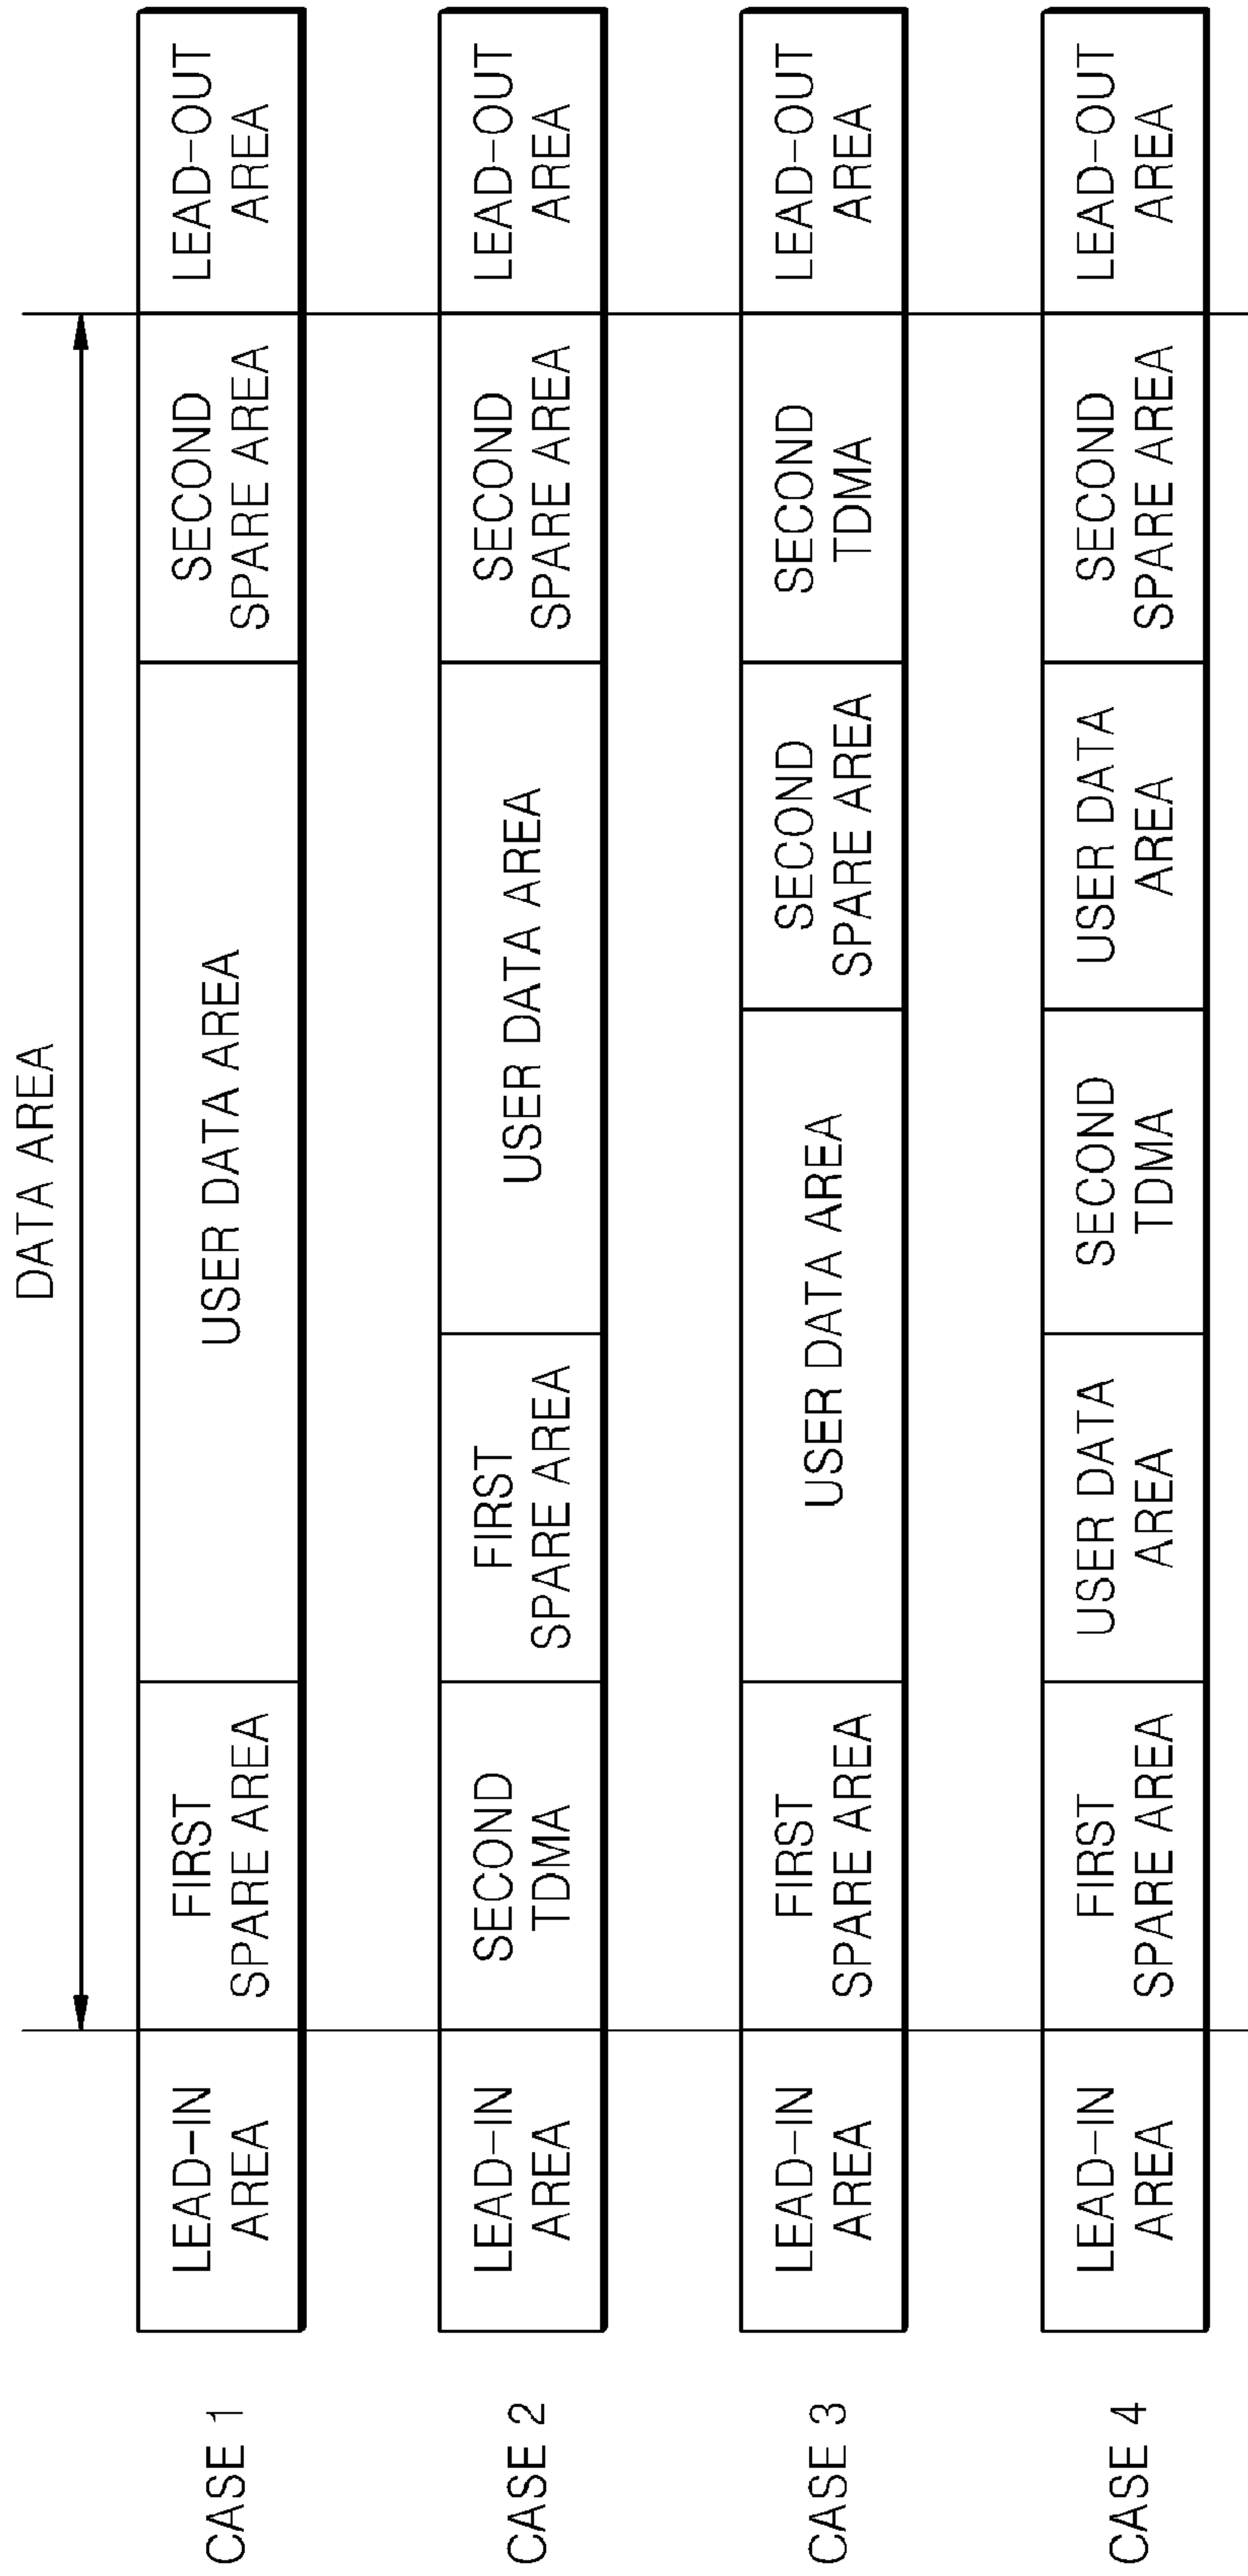 DATA AREA
CASE 1
LEAD-IN
AREA
FIRST
SPARE AREA
USER DATA AREA
SECOND
SPARE AREA
LEAD-OUT
AREA
CASE 2
LEAD-IN
AREA
SECOND
TDMA
FIRST
SPARE AREA
USER DATA AREA
SECOND
SPARE AREA
LEAD-OUT
AREA
CASE 3
LEAD-IN
AREA
FIRST
SPARE AREA
USER DATA AREA
SECOND
SPARE AREA
SECOND
TDMA
LEAD-OUT
AREA
CASE 4
LEAD-IN
AREA
FIRST
SPARE AREA
USER DATA
AREA
SECOND
TDMA
USER DATA
AREA
SECOND
SPARE AREA
LEAD-OUT
AREA